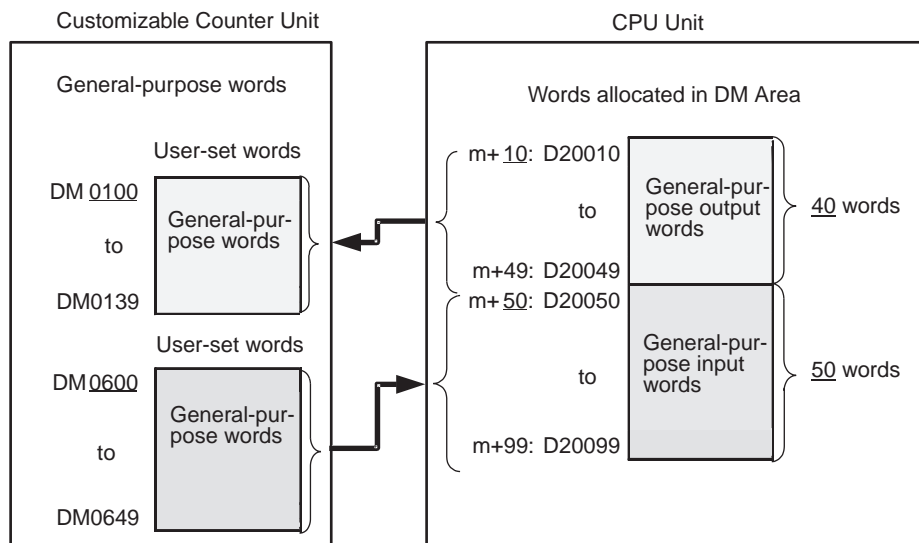 Customizable Counter Unit
General-purpose words
User-set words
DM 0100
to
DM0139
General-pur-
pose words
User-set words
DM 0600
to
DM0649
General-pur-
pose words
CPU Unit
Words allocated in DM Area
m+ 10: D20010
to
m+49: D20049
General-pur-
pose output
words
40 words
m+ 50: D20050
to
m+99: D20099
General-pur-
pose input
words
50 words